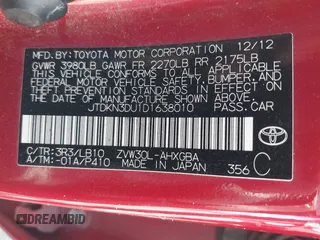 MFD. BY TOYOTA MOTOR CORPORATION 12/12
GVWR 3980LB GAWR FR 2270LB RR 2175LB
THIS VEHICLE CONFORMS TO ALL APPLICABLE
FEDERAL MOTOR VEHICLE SAFETY, BUMPER, AND
THEFT PREVENTION STANDARDS IN EFFECT ON
THE DATE OF MANUFACTURE SHOWN ABOVE.
JTDKN3DU1D1638010 PASS. CAR
C/TR: 3R3/LB10 ZVW30L-AHXGBA
A/TM: -01A/P410 MADE IN JAPAN 356 C
TOYOTA
DREAMBID